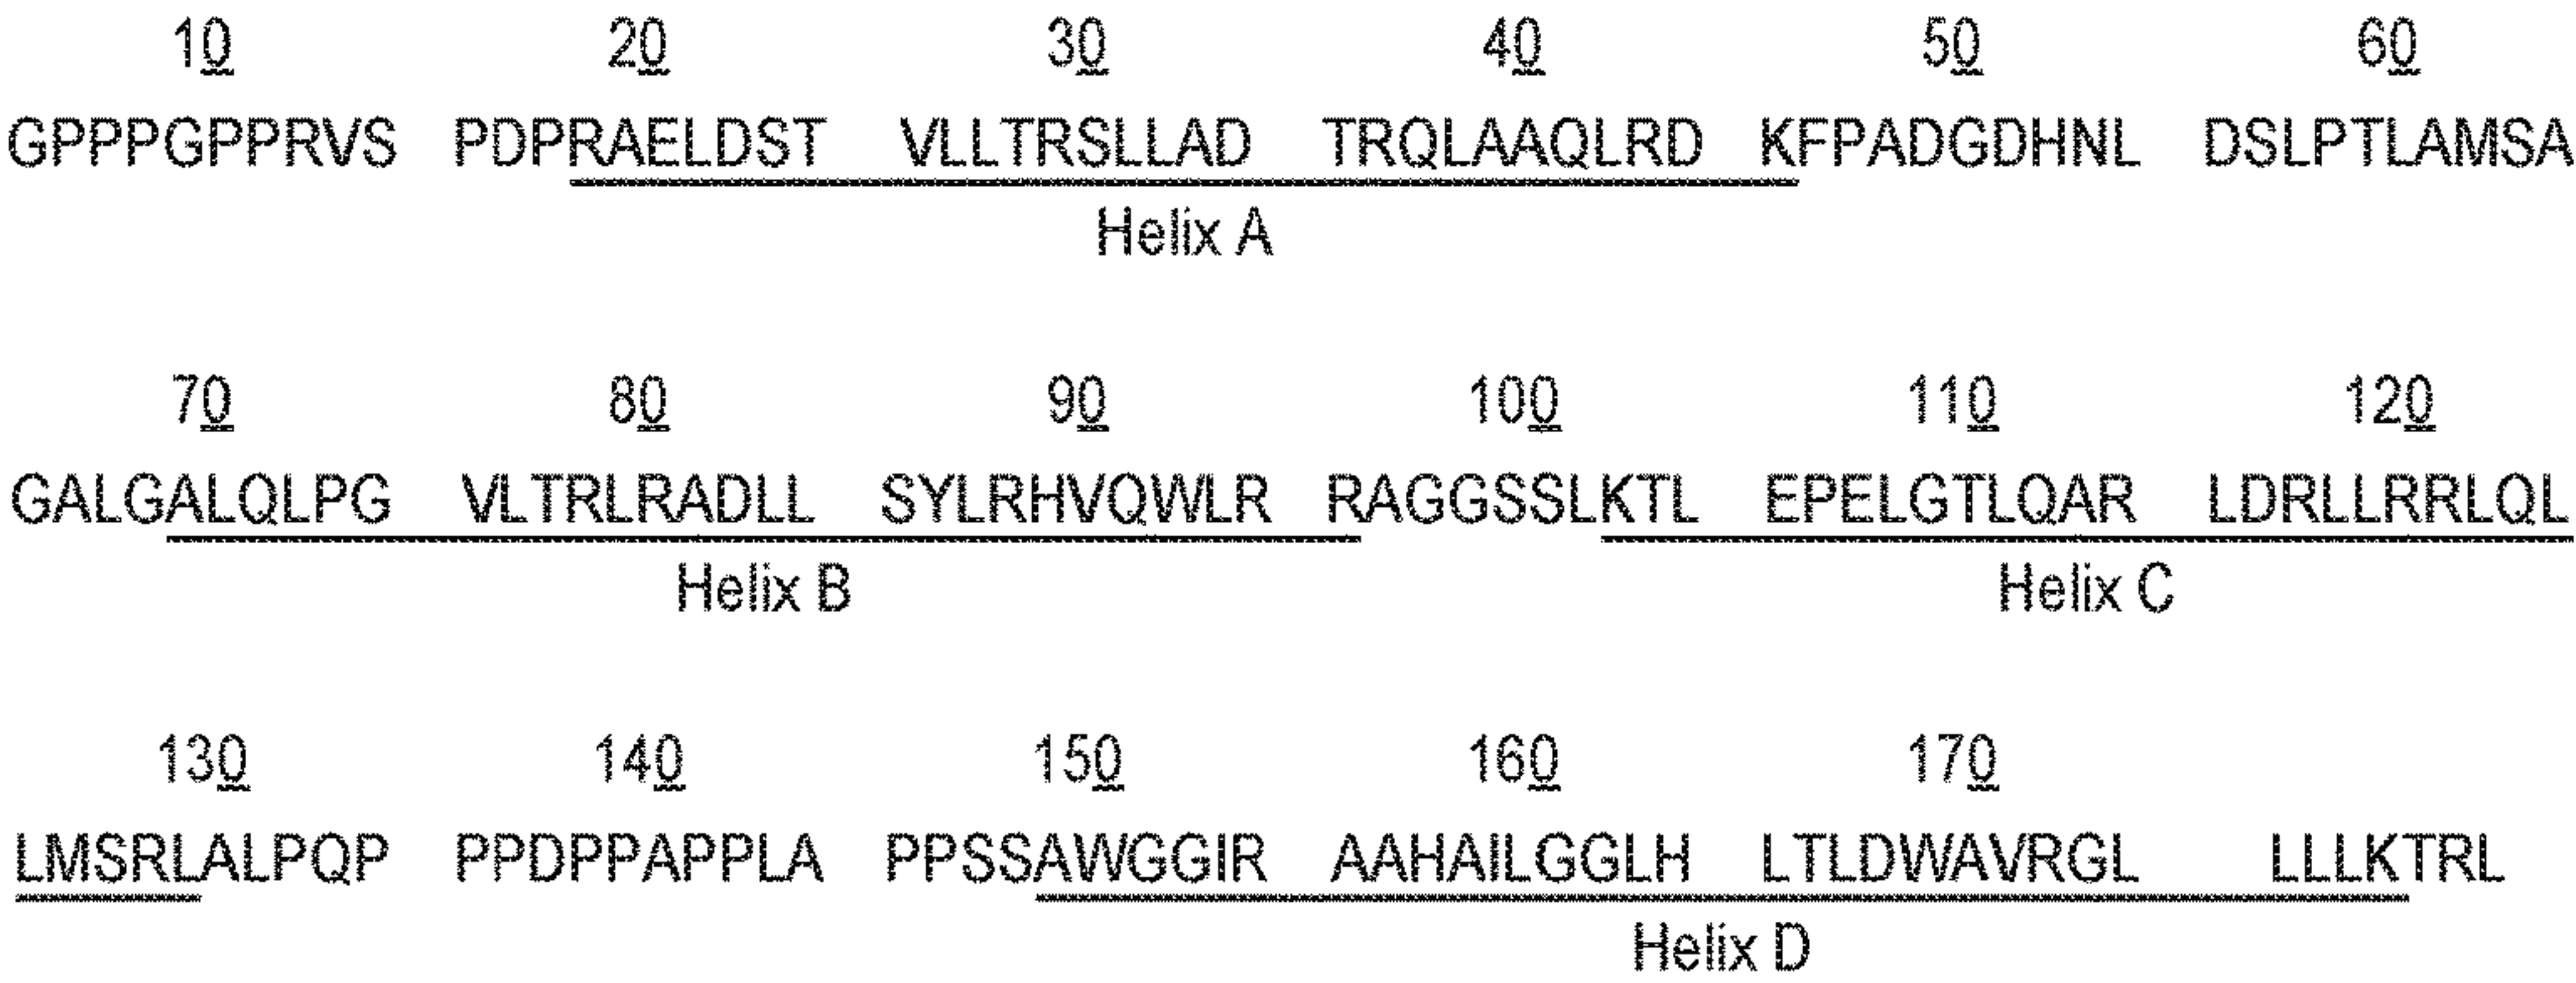 10 20 30 40 50 60
GPPPGPPRVS PDPRAELDST VLLTRSLLAD TRQLAAQLRD KFPADGDHNL DSLPTLAMSA
Helix A
70 80 90 100 110 120
GALGALQLPG VLTRLRADLL SYLRHVQWLR RAGGSSLKTL EPELGTLQAR LDRLLRRLQL
Helix B Helix C
130 140 150 160 170
LMSRLALPQP PPDPPAPPLA PPSSAWGGIR AAHAILGGLH LTLDWAVRGL LLLKTRL
Helix D